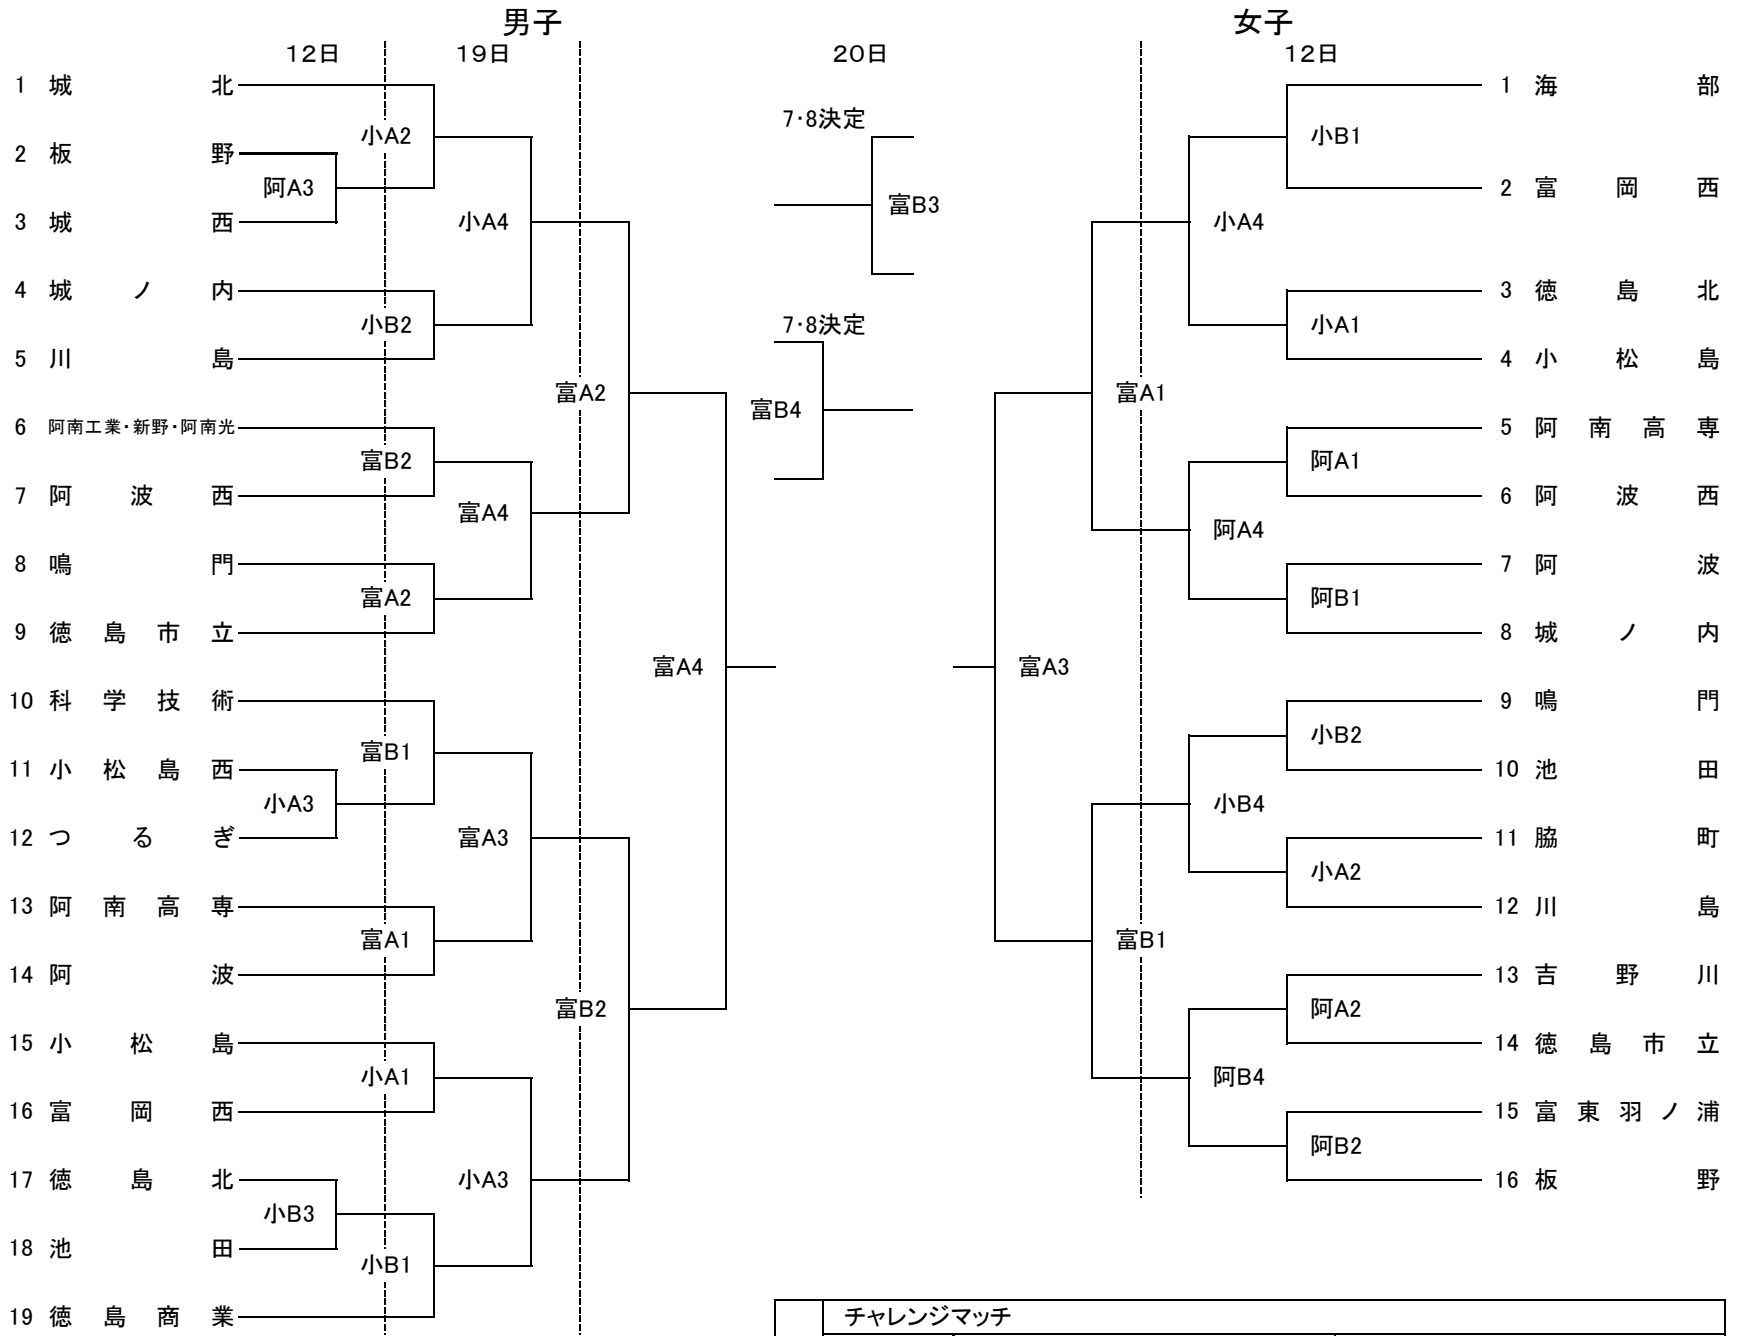 男子
12日 19日
1 城北
小A2
2 板野
阿A3
3 城西
小A4
4 城ノ内
小B2
5 川島
富A2
6 阿南工業・新野・阿南光
富B2
7 阿波西
富A4
8 鳴門
富A2
9 徳島市立
富A4
10 科学技術
富B1
11 小松島西
小A3
12 つるぎ
富A3
13 阿南高専
富A1
14 阿波
富B2
15 小松島
小A1
16 富岡西
17 徳島北
小A3
小B3
18 池田
小B1
19 徳島商業
20日
7・8決定
富B3
7・8決定
富B4
女子
12日
1 海部
小B1
2 富岡西
小A4
3 徳島北
小A1
4 小松島
富A1
5 阿南高専
阿A1
6 阿波西
阿A4
7 阿波
阿B1
8 城ノ内
富A3
9 鳴門
小B2
10 池田
小B4
11 脇町
小A2
12 川島
富B1
13 吉野川
阿A2
14 徳島市立
阿B4
15 富東羽ノ浦
阿B2
16 板野
チャレンジマッチ